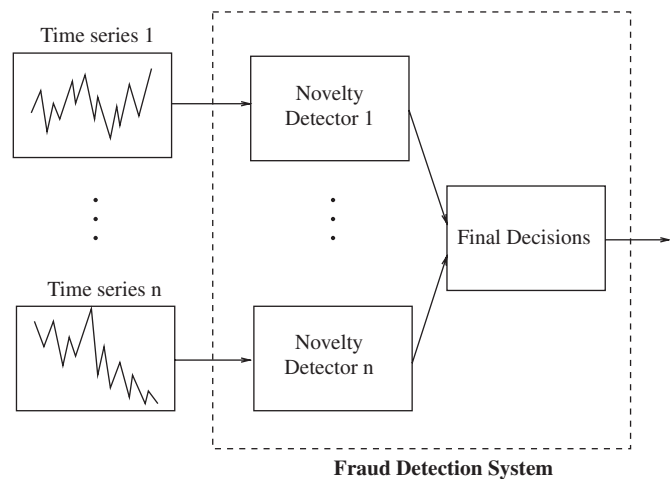 Time series 1
Novelty
Detector 1
Final Decisions
Time series n
Novelty
Detector n
Fraud Detection System